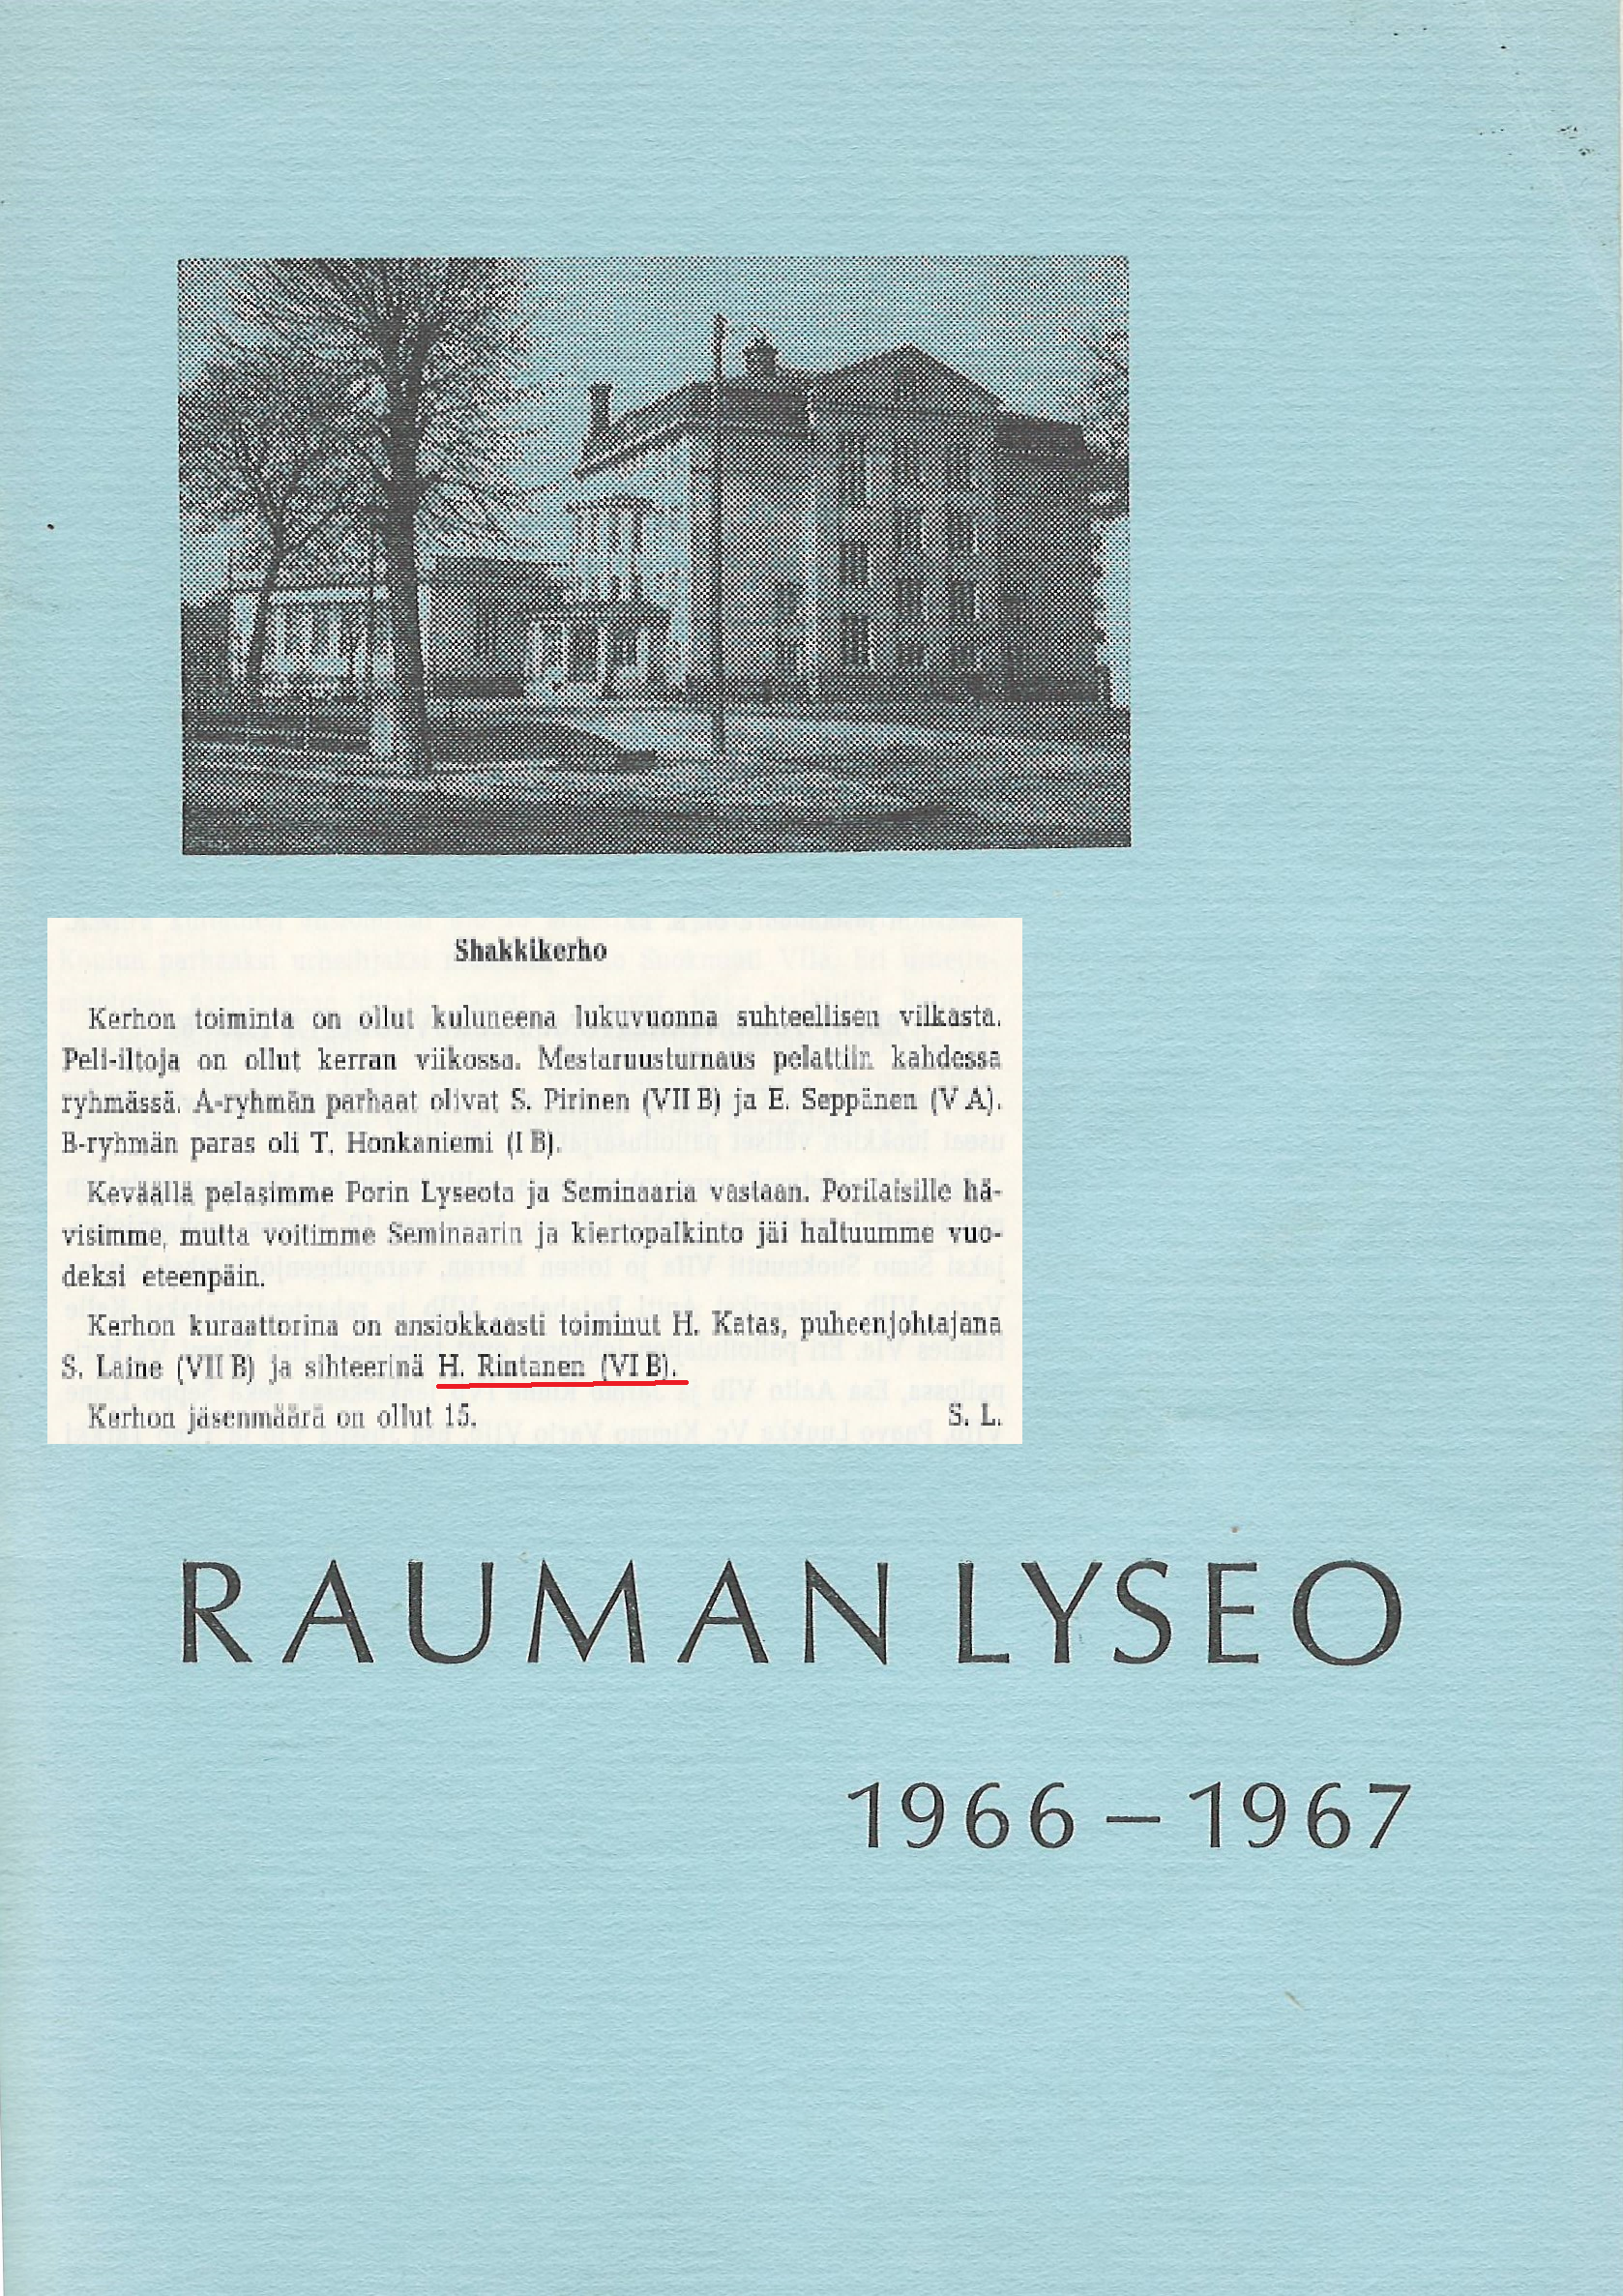 Shakkikerho
Kerhon toiminta on ollut kuluneena lukuvuonna suhteellisen vilkasta.
Peli-iltoja on ollut kerran viikossa. Mestaruusturnaus pelattiin kahdessa
ryhmässä. A-ryhmän parhaat olivat S. Pirinen (VII B) ja E. Seppänen (V A).
B-ryhmän paras oli T. Honkaniemi (I B).
Keväällä pelasimme Porin Lyseota ja Seminaaria vastaan. Porilaisille hä-
visimme, mutta voitimme Seminaarin ja kiertopalkinto jäi haltuumme vuo-
deksi eteenpäin.
Kerhon kuraattorina on ansiokkaasti toiminut H. Katas, puheenjohtajana
S. Laine (VII B) ja sihteerinä H. Rintanen (VI B).
Kerhon jäsenmäärä on ollut 15. S. L.
RAUMAN LYSEO
1966–1967